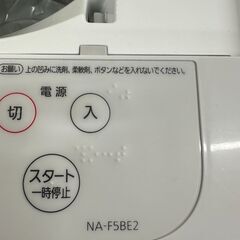 お願い 上の凹みに洗剤、柔軟剤、ボタンなどを入れないでください。
電源
切 入
スタート
一時停止
NA-F5BE2